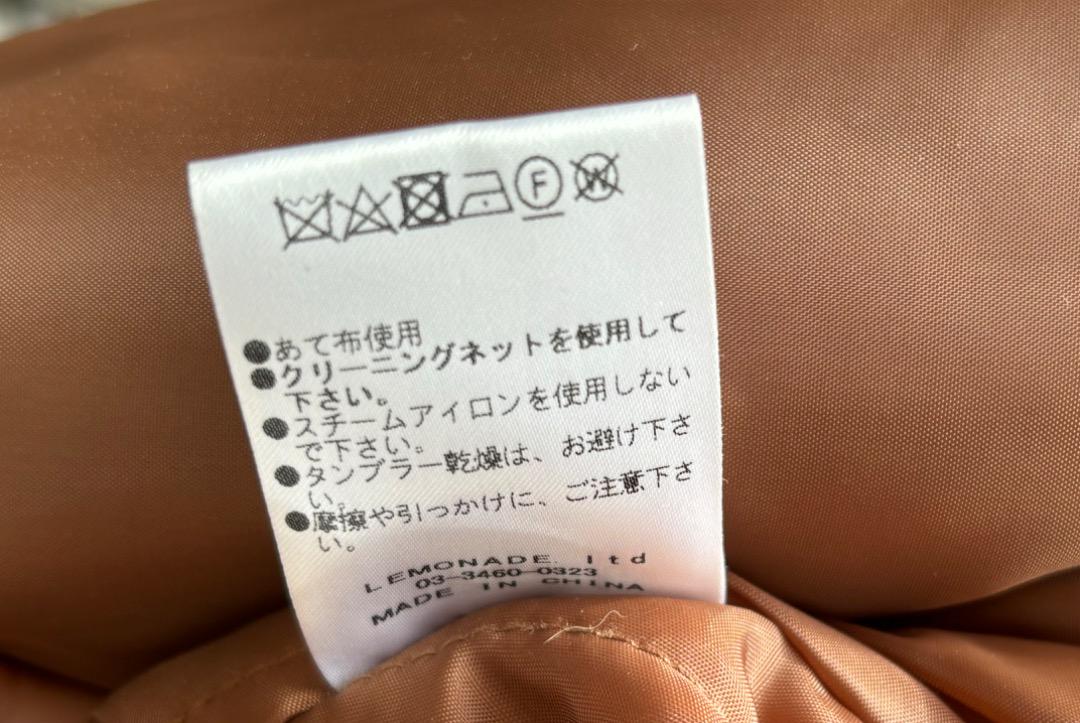 F W
●あて布使用
●クリーニングネットを使用して
下さい。
●スチームアイロンを使用しない
で下さい。
●タンブラー乾燥は、お避け下さ
い。
●摩擦や引っかけに、ご注意下さ
い。
LEMONADE. ltd
03-3460-0323
MADE IN CHINA